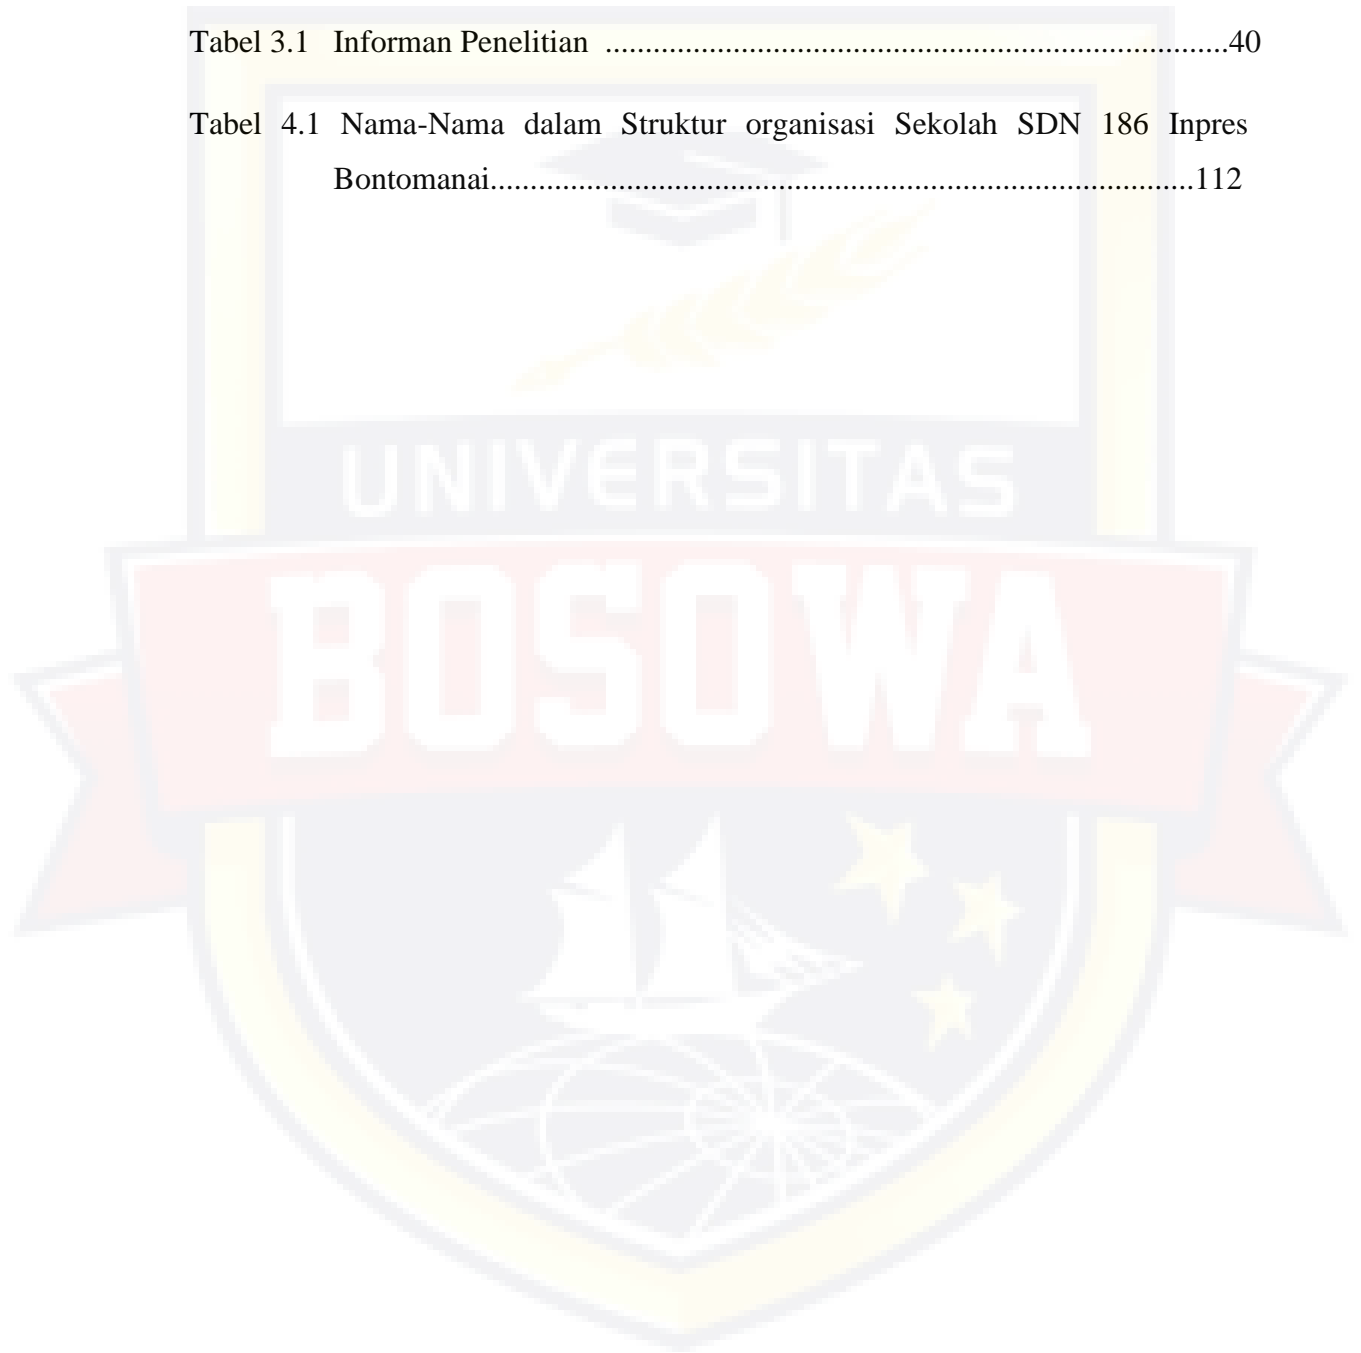 Tabel 3.1 Informan Penelitian ..............................................................................40
Tabel 4.1 Nama-Nama dalam Struktur organisasi Sekolah SDN 186 Inpres
Bontomanai........................................................................................112
UNIVERSITAS
BOSOWA